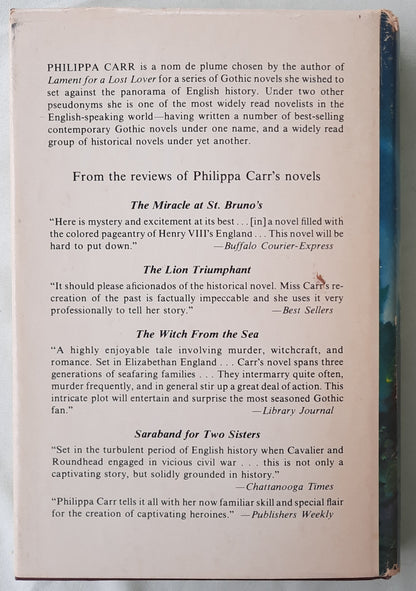 PHILIPPA CARR is a nom de plume chosen by the author of
Lament for a Lost Lover for a series of Gothic novels she wished to
set against the panorama of English history. Under two other
pseudonyms she is one of the most widely read novelists in the
English-speaking world—having written a number of best-selling
contemporary Gothic novels under one name, and a widely read
group of historical novels under yet another.
From the reviews of Philippa Carr's novels
The Miracle at St. Bruno's
"Here is mystery and excitement at its best . . . [in] a novel filled with
the colored pageantry of Henry VIII's England . . . This novel will be
hard to put down." —Buffalo Courier-Express
The Lion Triumphant
"It should please aficionados of the historical novel. Miss Carr's re-
creation of the past is factually impeccable and she uses it very
professionally to tell her story." —Best Sellers
The Witch From the Sea
"A highly enjoyable tale involving murder, witchcraft, and
romance. Set in Elizabethan England . . . Carr's novel spans three
generations of seafaring families . . . They intermarry quite often,
murder frequently, and in general stir up a great deal of action. This
intricate plot will entertain and surprise the most seasoned Gothic
fan." —Library Journal
Saraband for Two Sisters
"Set in the turbulent period of English history when Cavalier and
Roundhead engaged in vicious civil war . . . this is not only a
captivating story, but solidly grounded in history."
—Chattanooga Times
"Philippa Carr tells it all with her now familiar skill and special flair
for the creation of captivating heroines." —Publishers Weekly